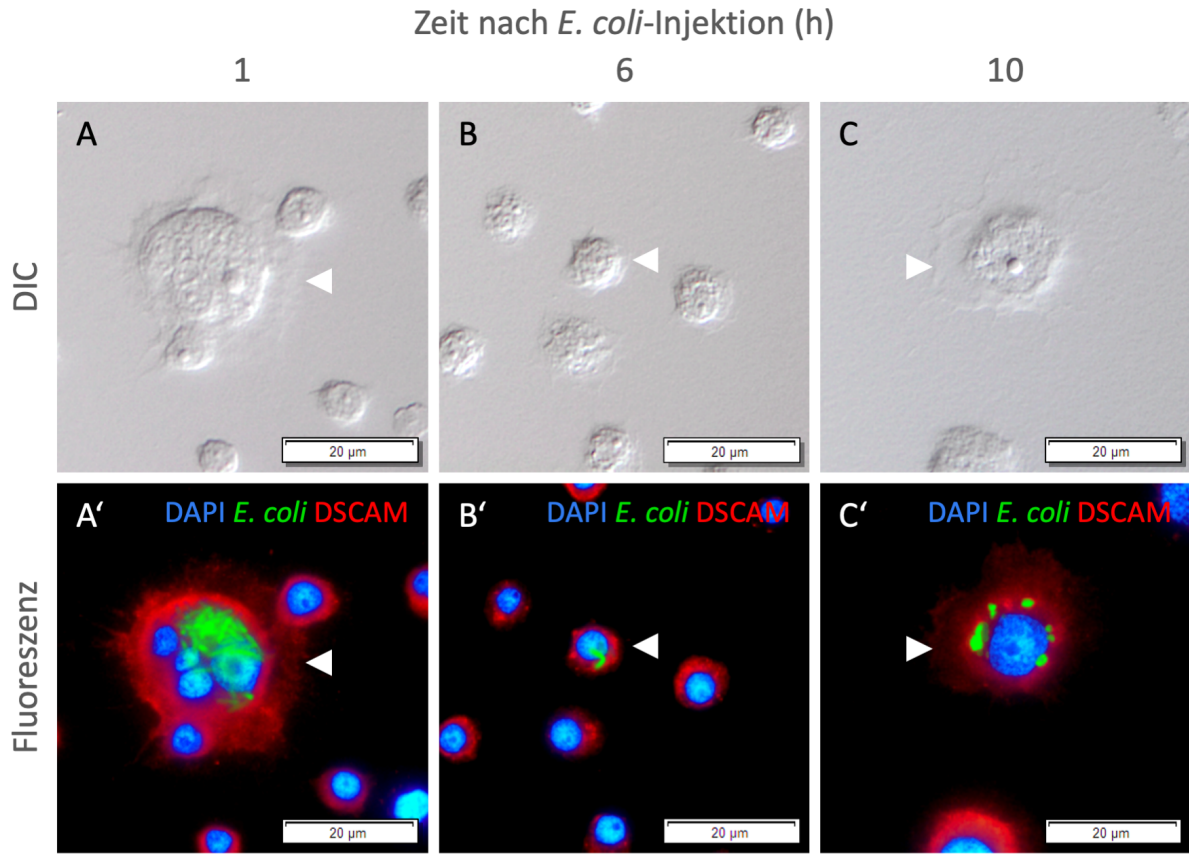 Zeit nach E. coli-Injektion (h)
1 6 10
DIC
A
B
C
20 µm
20 µm
20 µm
Fluoreszenz
A‘ DAPI E. coli DSCAM
B‘ DAPI E. coli DSCAM
C‘ DAPI E. coli DSCAM
20 µm
20 µm
20 µm